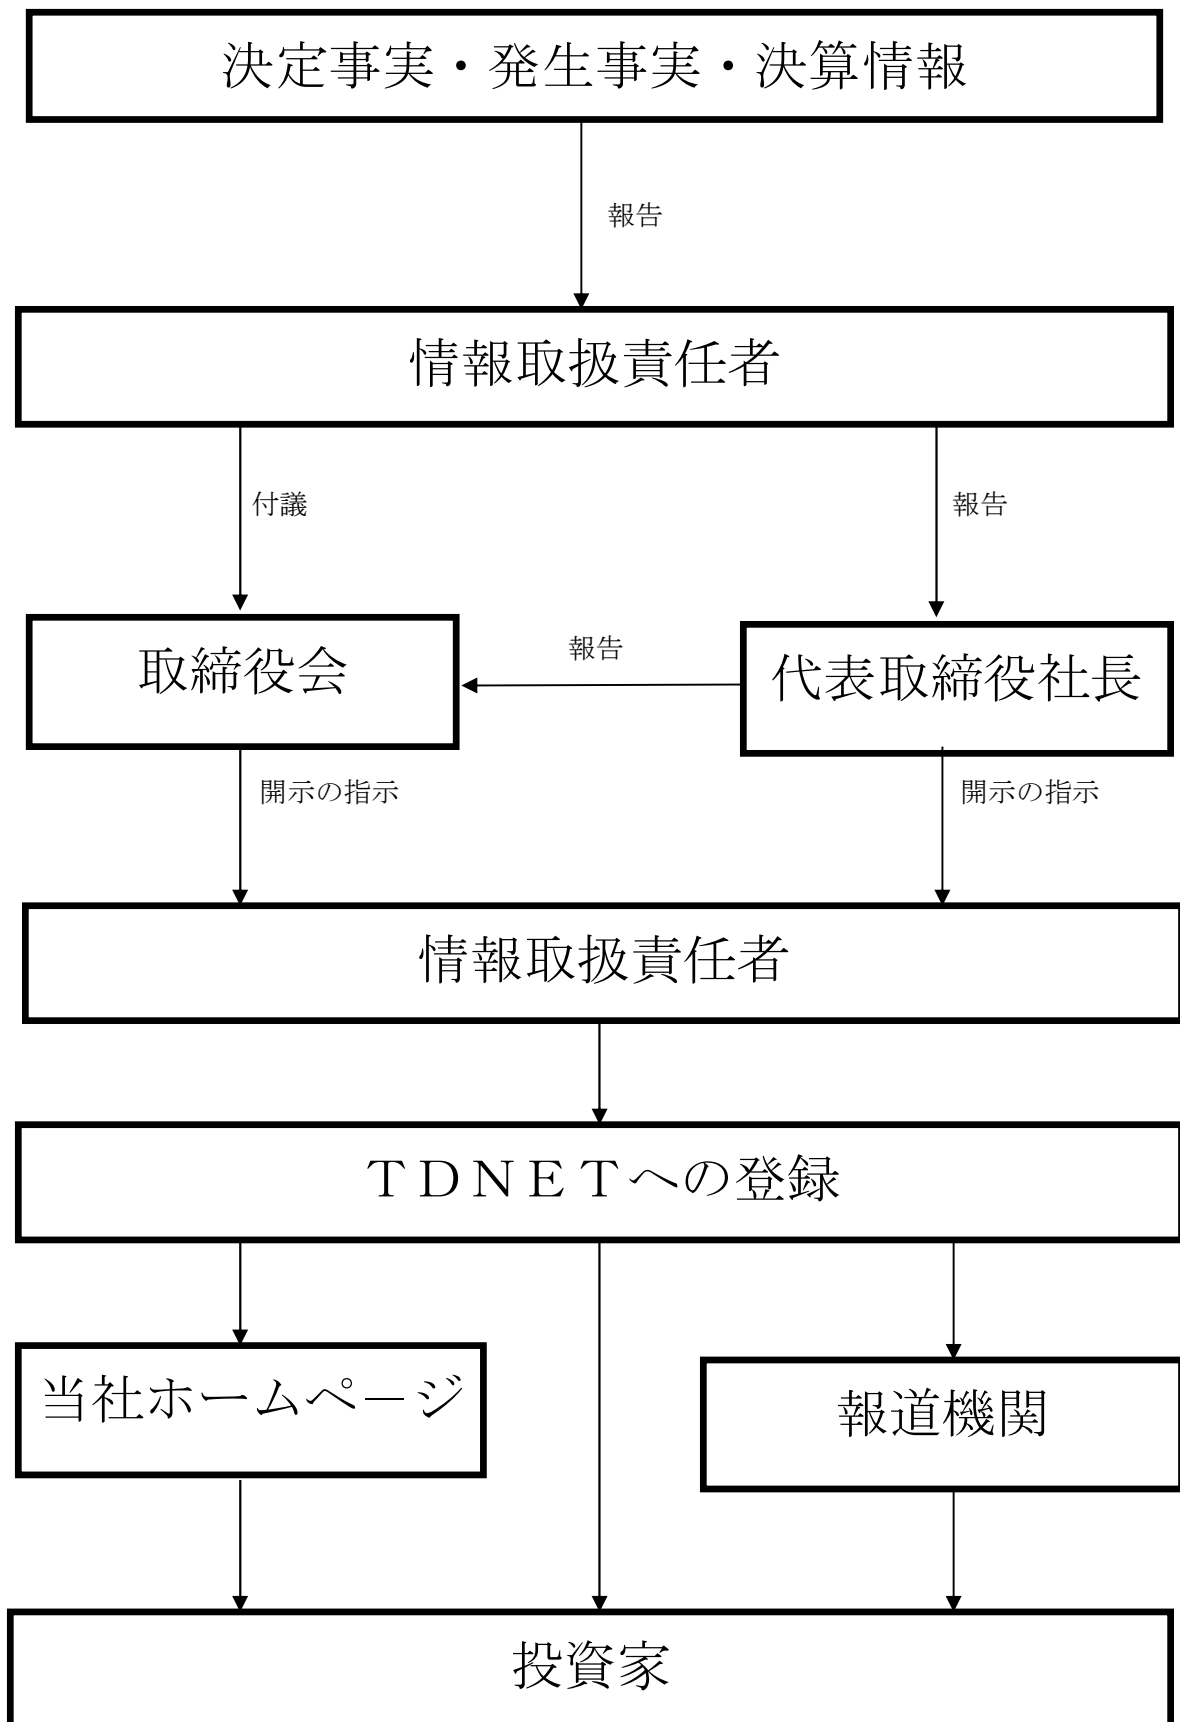 決定事実・発生事実・決算情報
報告
情報取扱責任者
付議
報告
取締役会
報告
代表取締役社長
開示の指示
開示の指示
情報取扱責任者
ＴＤＮＥＴへの登録
当社ホームページ
報道機関
投資家